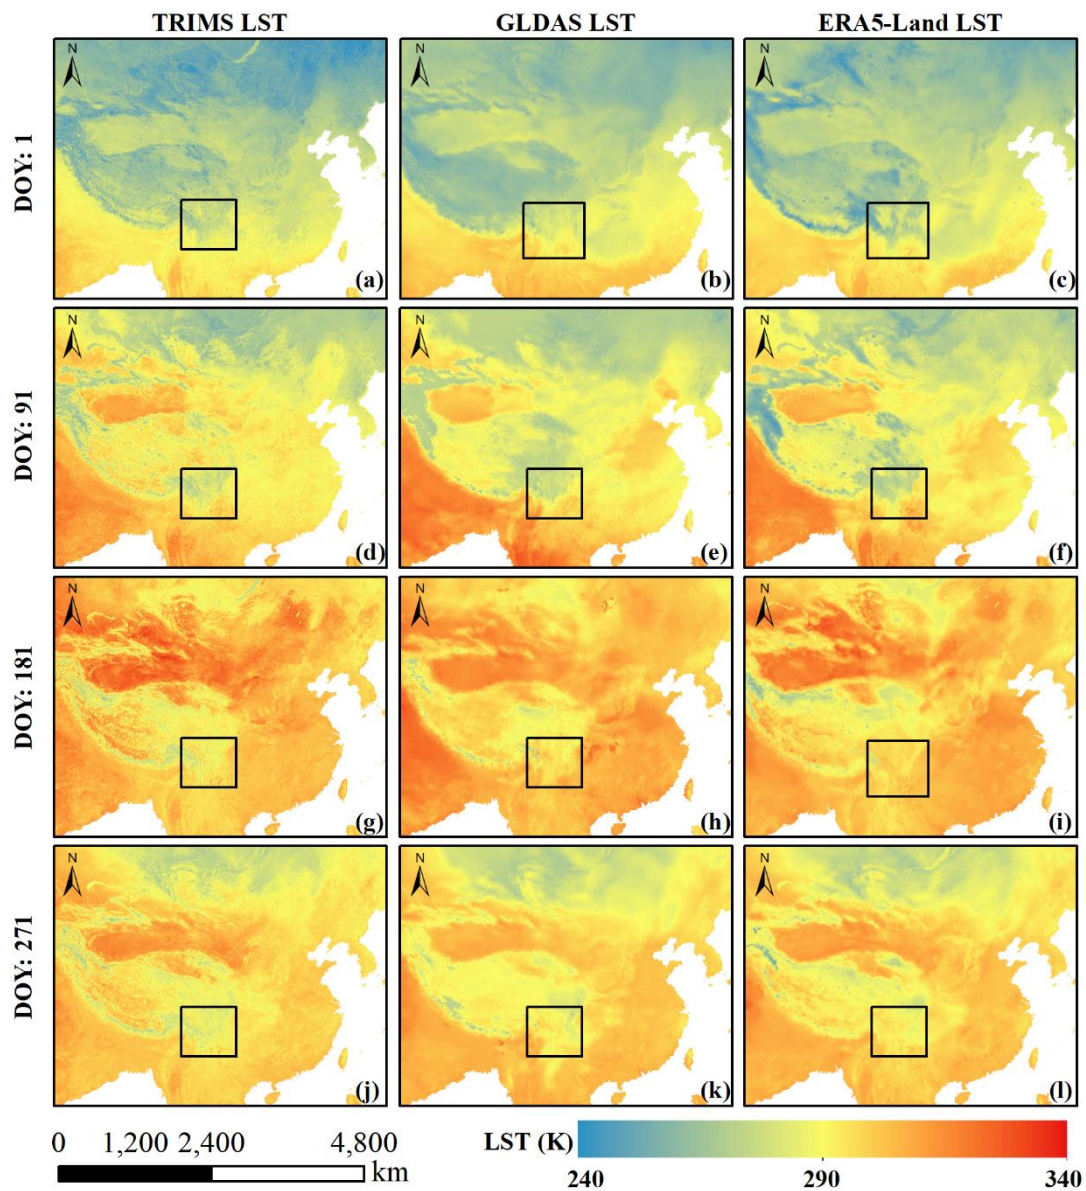 TRIMS LST GLDAS LST ERA5-Land LST
DOY: 1
N N N
(a) (b) (c)
DOY: 91
N N N
(d) (e) (f)
DOY: 181
N N N
(g) (h) (i)
DOY: 271
N N N
(j) (k) (l)
0 1,200 2,400 4,800
km
LST (K)
240 290 340